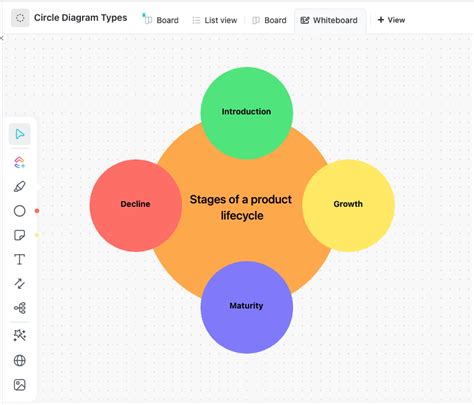 Circle Diagram Types
Board
List view
Board
Whiteboard
+ View
Introduction
Decline
Stages of a product
lifecycle
Growth
Maturity
T